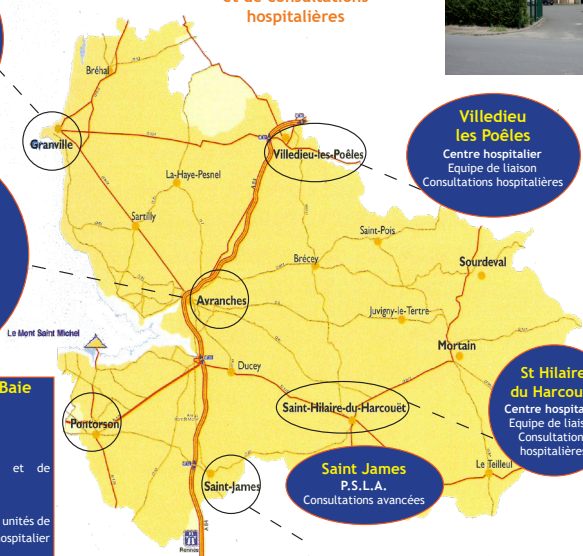 et de consultations
hospitalières
Bréhal
Granville
Villedieu-les-Poêles
Villedieu
les Poêles
Centre hospitalier
Equipe de liaison
Consultations hospitalières
La-Haye-Pesnel
Sartilly
Saint-Pois
Brécey
Sourdeval
Avranches
Juvigny-le-Tertre
Le Mont Saint Michel
Mortain
Ducey
Baie
St Hilaire
du Harcou
Centre hospita
Equipe de liais
Consultation
hospitalières
Saint-Hilaire-du-Harcouët
Pontorson
et de
Saint James
P.S.L.A.
Consultations avancées
Le Teilleul
Saint-James
unités de
ospitalier
A 84
Rennes